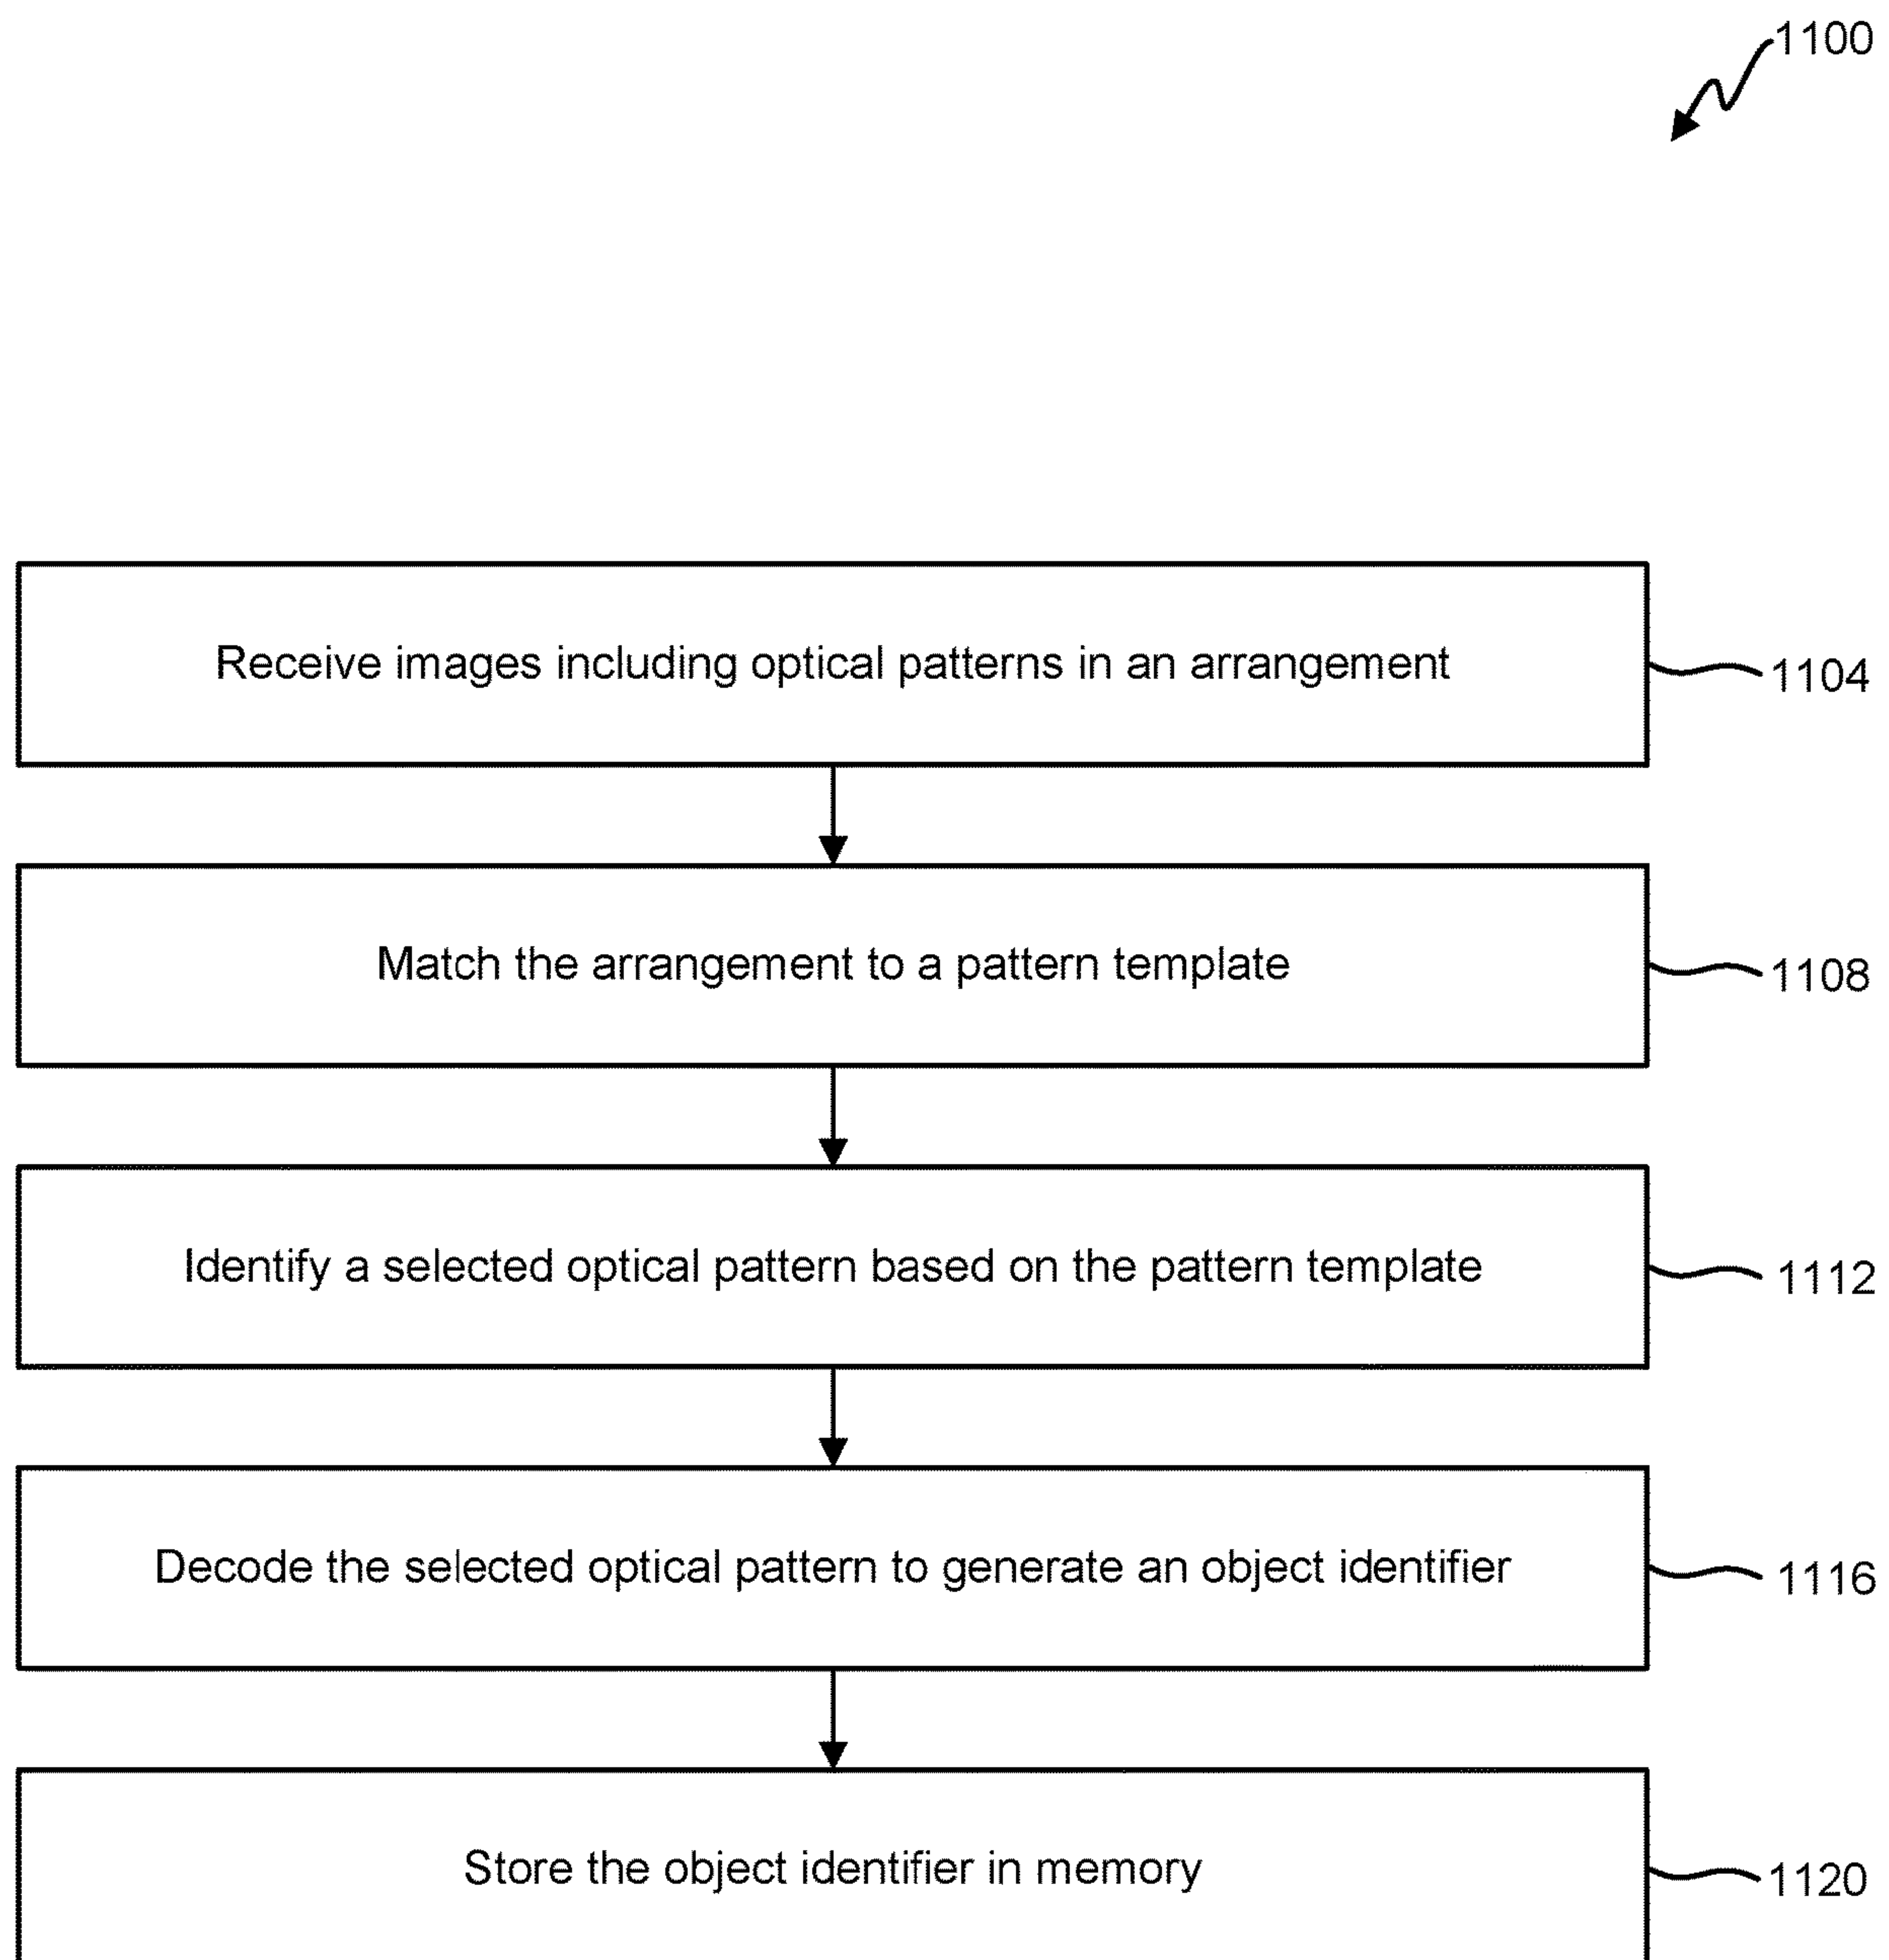 1100
Receive images including optical patterns in an arrangement
1104
Match the arrangement to a pattern template
1108
Identify a selected optical pattern based on the pattern template
1112
Decode the selected optical pattern to generate an object identifier
1116
Store the object identifier in memory
1120